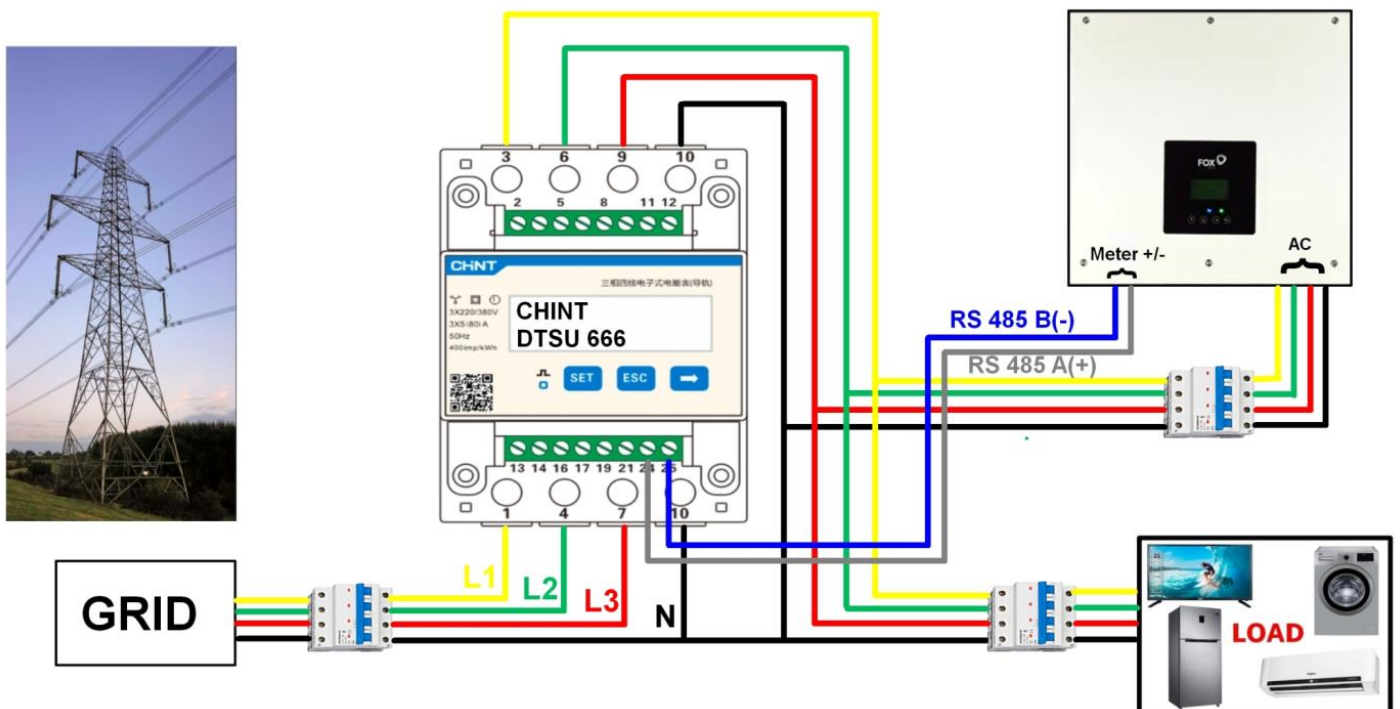 3 6 9 10
2 5 8 11 12
CHNT
三相四线电子式电能表(导轨)
3X220/380V
3X5(80)A
50Hz
400imp/kWh
CHINT
DTSU 666
SET ESC
13 14 16 17 19 21 24 25
1 4 7 10
FOX
Meter +/-
AC
RS 485 B(-)
RS 485 A(+)
L1
L2
L3
N
GRID
LOAD